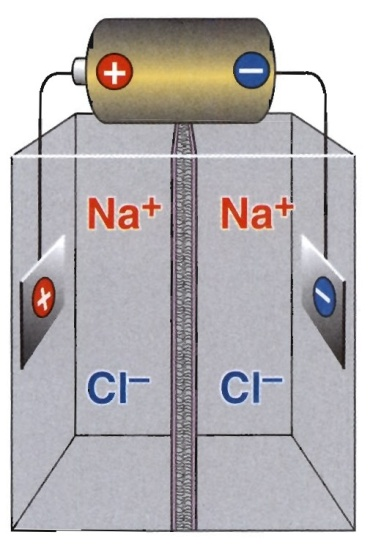 + −
Na⁺ Na⁺
+ −
Cl⁻ Cl⁻